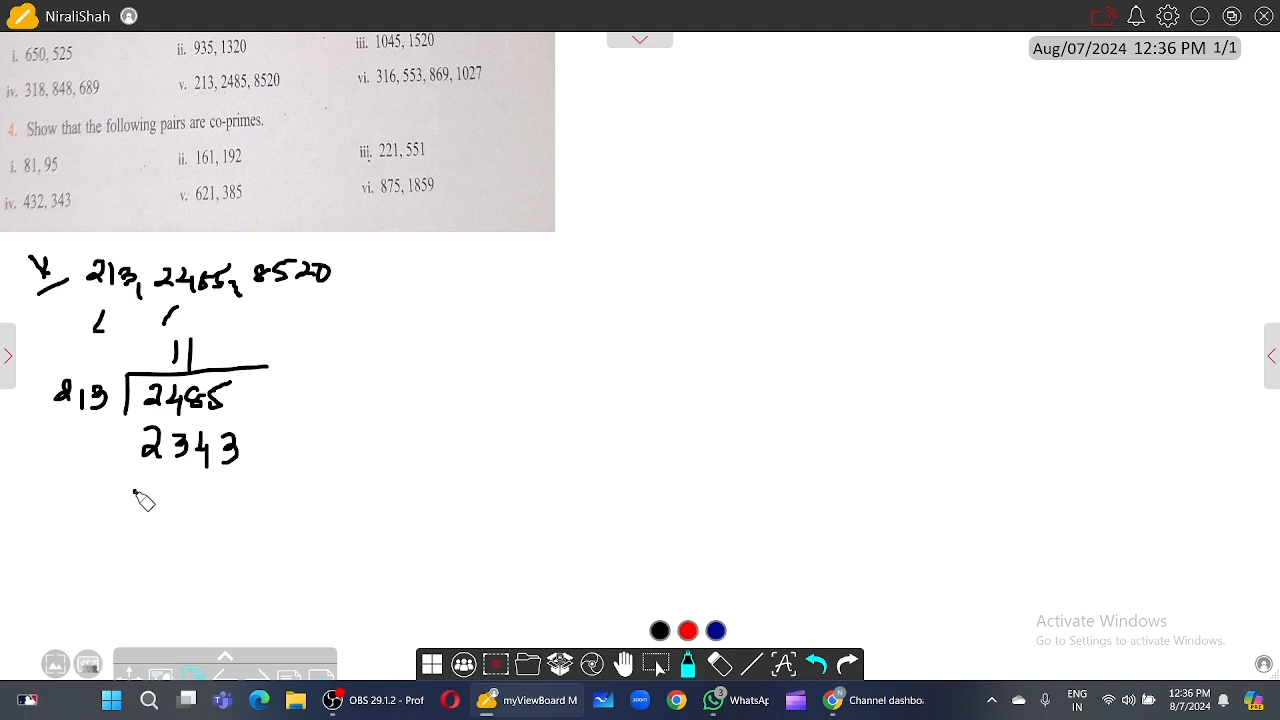 NiraliShah
Aug/07/2024 12:36 PM 1/1
i. 650, 525 ii. 935, 1320 iii. 1045, 1520
iv. 318, 848, 689 v. 213, 2485, 8520 vi. 316, 553, 869, 1027
4. Show that the following pairs are co-primes.
i. 81, 95 ii. 161, 192 iii. 221, 551
iv. 432, 343 v. 621, 385 vi. 875, 1859
v 213, 2485, 8520
11
213 2485
2343
Activate Windows
Go to Settings to activate Windows.
OBS 29.1.2 - Prof
myViewBoard M
zoom
3
WhatsAp
N
Channel dashbo
ENG
IN
12:36 PM
8/7/2024